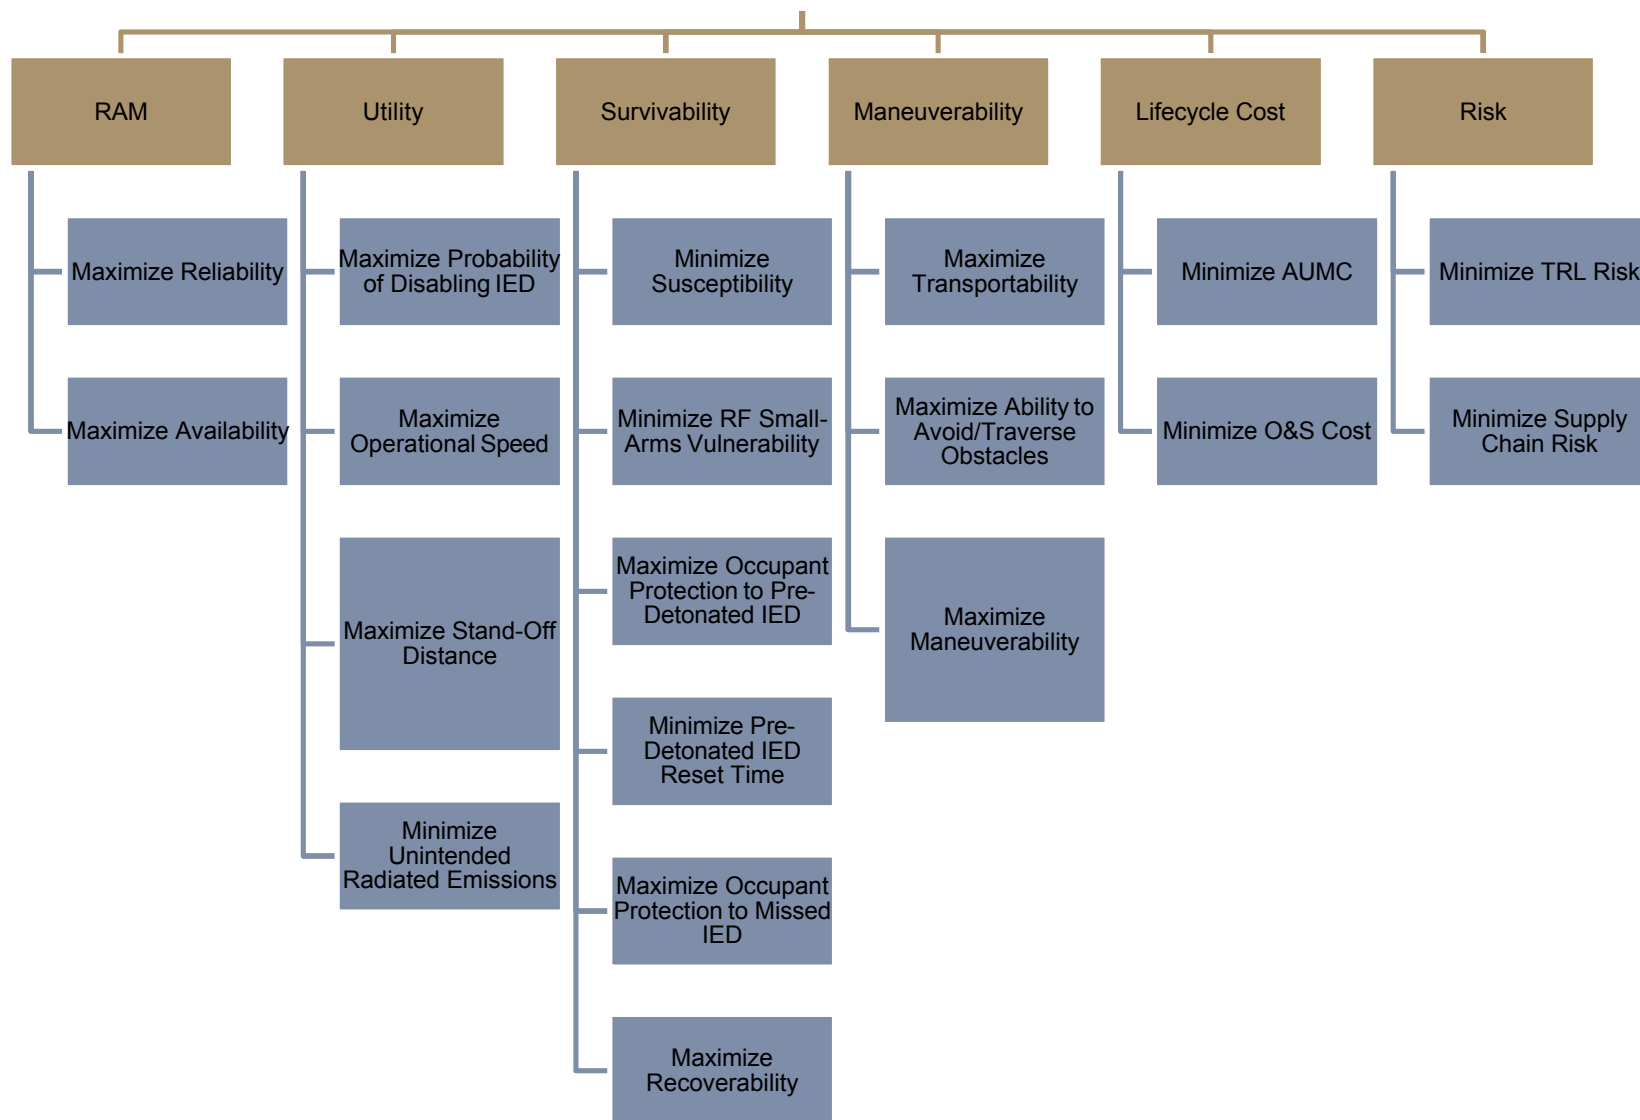 RAM
Utility
Survivability
Maneuverability
Lifecycle Cost
Risk
Maximize Reliability
Maximize Availability
Maximize Probability
of Disabling IED
Maximize
Operational Speed
Maximize Stand-Off
Distance
Minimize
Unintended
Radiated Emissions
Minimize
Susceptibility
Minimize RF Small-
Arms Vulnerability
Maximize Occupant
Protection to Pre-
Detonated IED
Minimize Pre-
Detonated IED
Reset Time
Maximize Occupant
Protection to Missed
IED
Maximize
Recoverability
Maximize
Transportability
Maximize Ability to
Avoid/Traverse
Obstacles
Maximize
Maneuverability
Minimize AUMC
Minimize O&S Cost
Minimize TRL Risk
Minimize Supply
Chain Risk